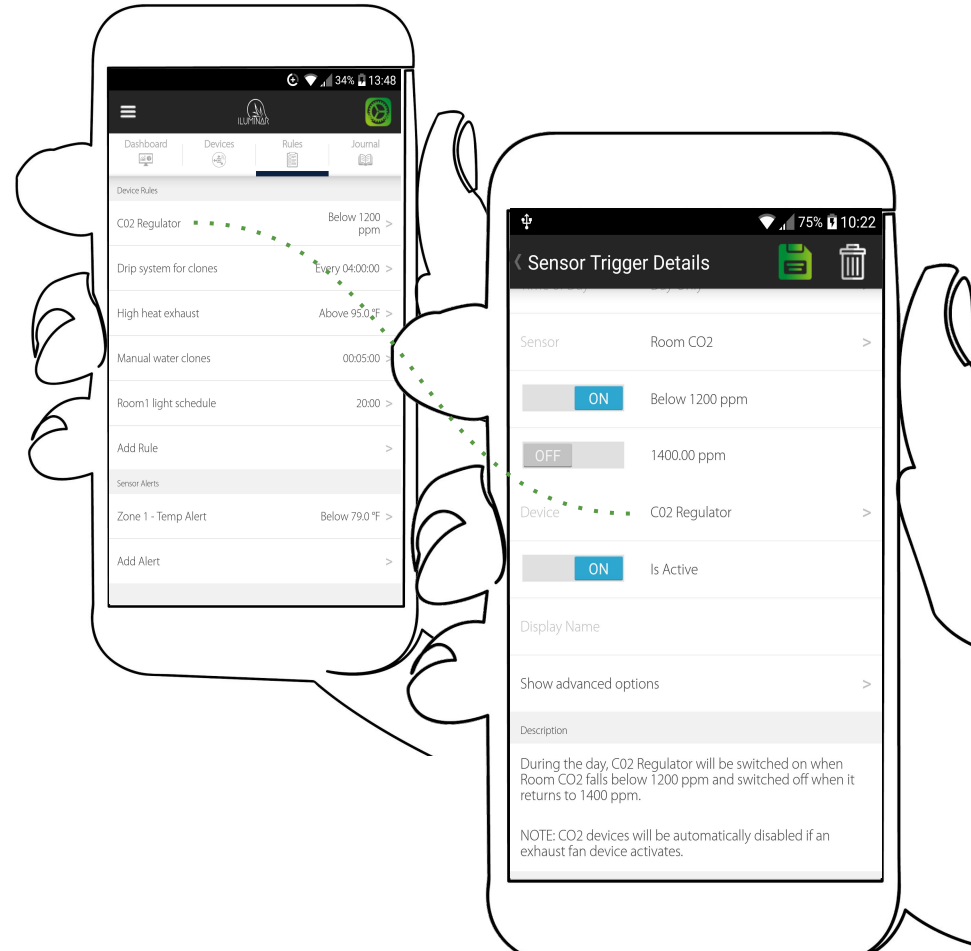 34% 13:48
ILUMINAR
Dashboard Devices Rules Journal
Device Rules
C02 Regulator Below 1200 ppm >
Drip system for clones Every 04:00:00 >
High heat exhaust Above 95.0 °F >
Manual water clones 00:05:00 >
Room1 light schedule 20:00 >
Add Rule >
Sensor Alerts
Zone 1 - Temp Alert Below 79.0 °F >
Add Alert >
75% 10:22
Sensor Trigger Details
Sensor Room CO2 >
ON Below 1200 ppm
OFF 1400.00 ppm
Device C02 Regulator >
ON Is Active
Display Name
Show advanced options >
Description
During the day, C02 Regulator will be switched on when
Room CO2 falls below 1200 ppm and switched off when it
returns to 1400 ppm.
NOTE: CO2 devices will be automatically disabled if an
exhaust fan device activates.